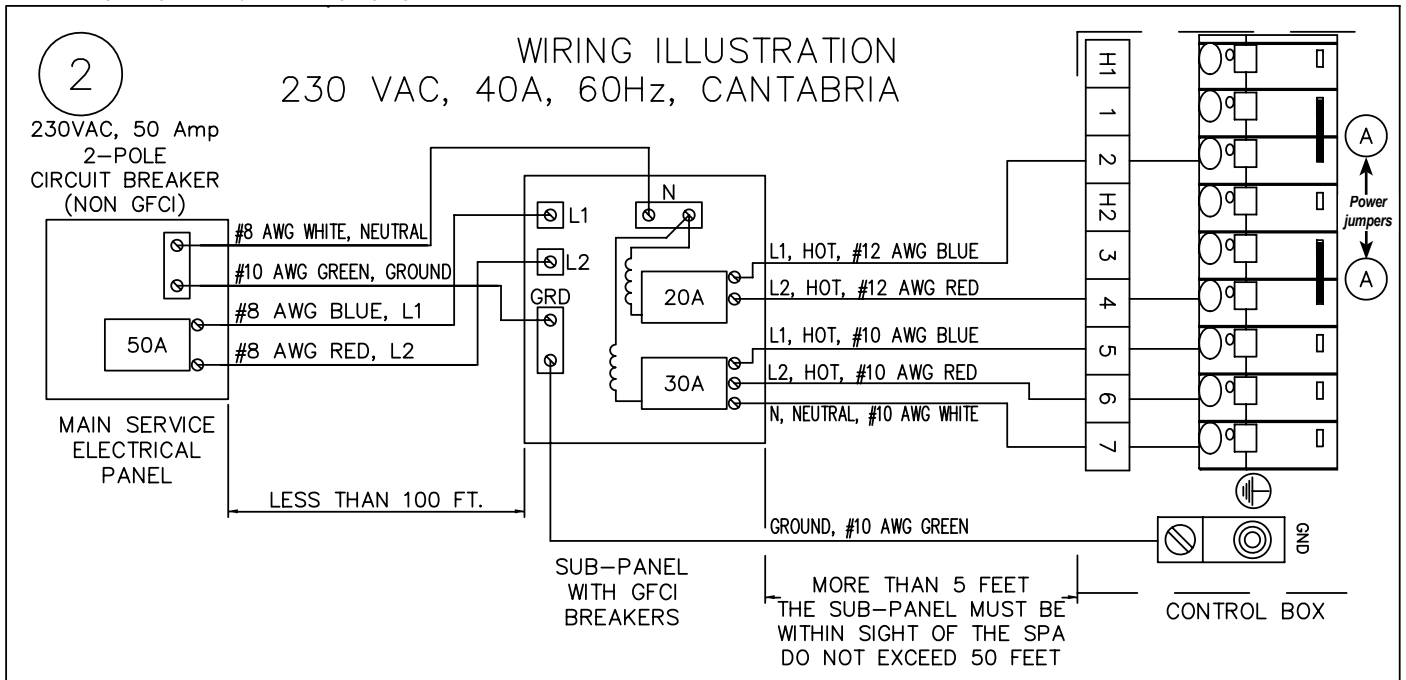 WIRING ILLUSTRATION
230 VAC, 40A, 60Hz, CANTABRIA
2
230VAC, 50 Amp
2-POLE
CIRCUIT BREAKER
(NON GFCI)
#8 AWG WHITE, NEUTRAL
#10 AWG GREEN, GROUND
#8 AWG BLUE, L1
#8 AWG RED, L2
50A
MAIN SERVICE
ELECTRICAL
PANEL
LESS THAN 100 FT.
L1
L2
GRD
N
20A
30A
SUB-PANEL
WITH GFCI
BREAKERS
L1, HOT, #12 AWG BLUE
L2, HOT, #12 AWG RED
L1, HOT, #10 AWG BLUE
L2, HOT, #10 AWG RED
N, NEUTRAL, #10 AWG WHITE
GROUND, #10 AWG GREEN
MORE THAN 5 FEET
THE SUB-PANEL MUST BE
WITHIN SIGHT OF THE SPA
DO NOT EXCEED 50 FEET
H1
1
2
H2
3
4
5
6
7
A
Power
jumpers
A
GND
CONTROL BOX